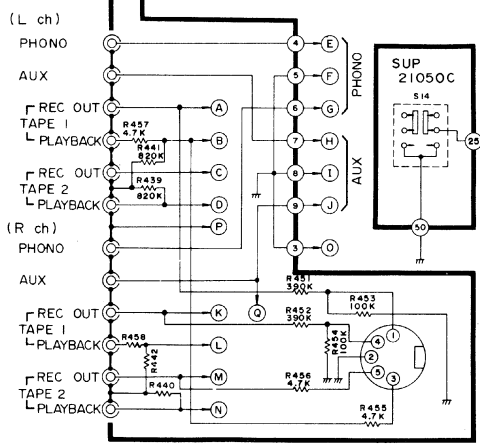 (L ch)
PHONO
AUX
REC OUT
TAPE 1
PLAYBACK
REC OUT
TAPE 2
PLAYBACK
(R ch)
PHONO
AUX
REC OUT
TAPE 1
PLAYBACK
REC OUT
TAPE 2
PLAYBACK
R457
4.7K
R441
820K
R439
820K
R458
R442
R440
A
B
C
D
P
K
L
M
N
Q
4
5
6
7
8
9
3
E
F
G
H
I
J
O
PHONO
AUX
SUP
21050C
S14
25
50
R451
390K
R453
100K
R452
390K
R454
100K
R456
4.7K
R455
4.7K
1
4
2
5
3